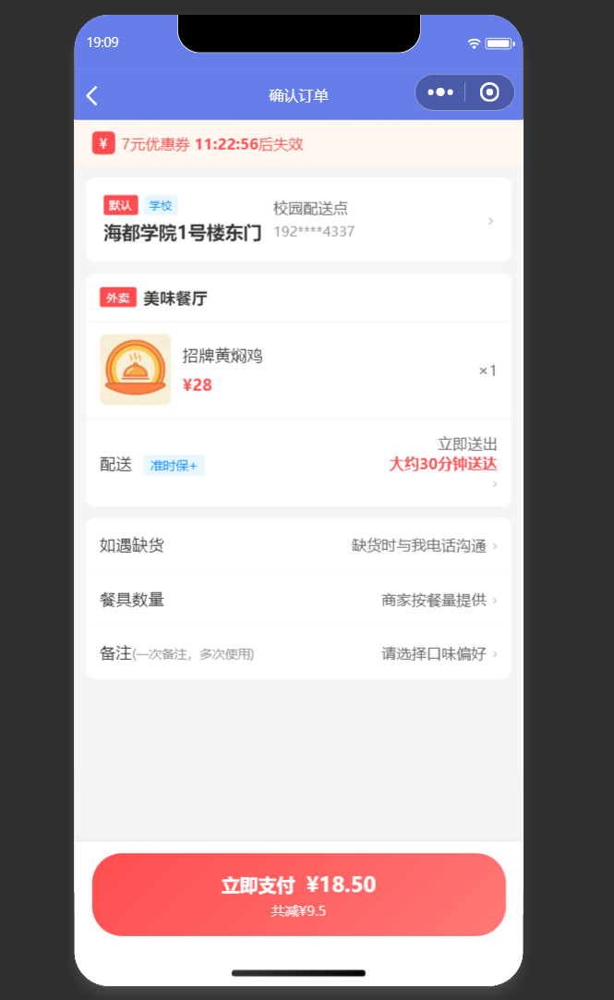 19:09
确认订单
¥ 7元优惠券 11:22:56后失效
默认 学校
海都学院1号楼东门
校园配送点
192****4337
外卖 美味餐厅
招牌黄焖鸡
¥28
×1
配送 准时保+
立即送出
大约30分钟送达
如遇缺货 缺货时与我电话沟通
餐具数量 商家按餐量提供
备注(一次备注，多次使用) 请选择口味偏好
立即支付 ¥18.50
共减¥9.5